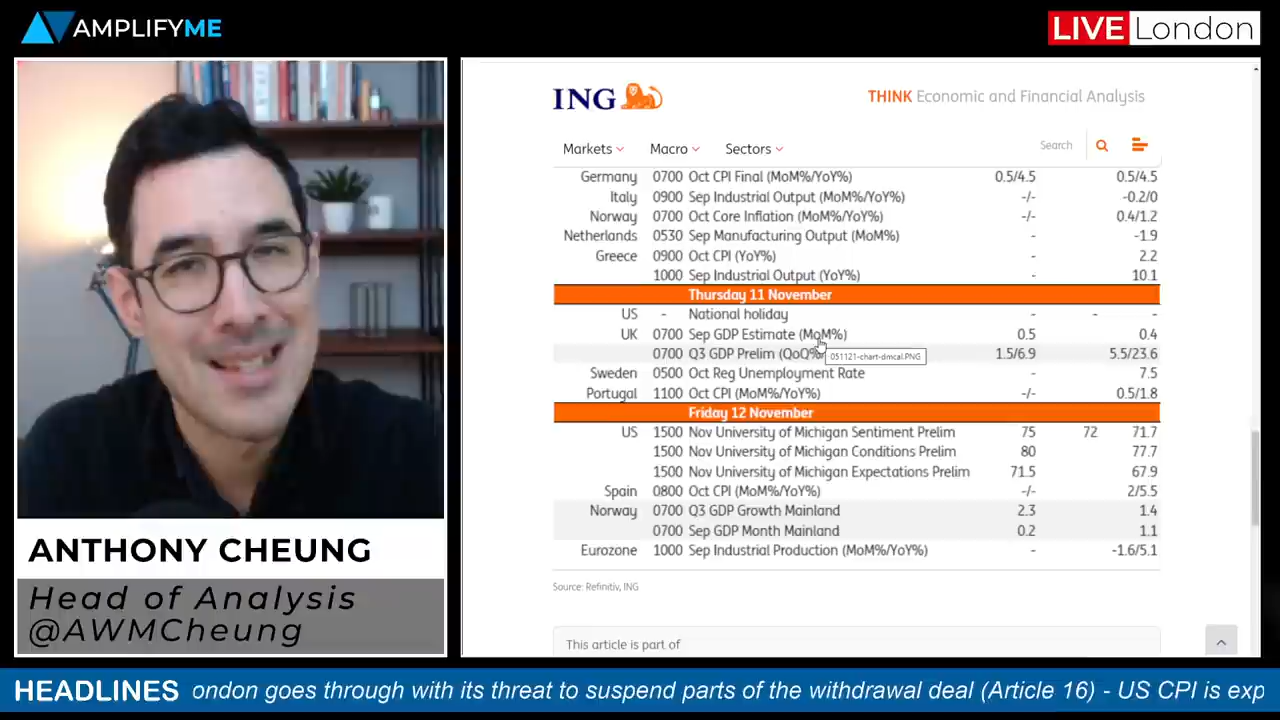 AMPLIFYME
LIVE London
ING
THINK Economic and Financial Analysis
Markets Macro Sectors Search
Germany 0700 Oct CPI Final (MoM%/YoY%) 0.5/4.5 0.5/4.5
Italy 0900 Sep Industrial Output (MoM%/YoY%) -/- -0.2/0
Norway 0700 Oct Core Inflation (MoM%/YoY%) -/- 0.4/1.2
Netherlands 0530 Sep Manufacturing Output (MoM%) - -1.9
Greece 0900 Oct CPI (YoY%) - 2.2
1000 Sep Industrial Output (YoY%) - 10.1
Thursday 11 November
US - National holiday - - -
UK 0700 Sep GDP Estimate (MoM%) 0.5 0.4
0700 Q3 GDP Prelim (QoQ% 1.5/6.9 5.5/23.6
051121-chart-dmcal.PNG
Sweden 0500 Oct Reg Unemployment Rate - 7.5
Portugal 1100 Oct CPI (MoM%/YoY%) -/- 0.5/1.8
Friday 12 November
US 1500 Nov University of Michigan Sentiment Prelim 75 72 71.7
1500 Nov University of Michigan Conditions Prelim 80 77.7
1500 Nov University of Michigan Expectations Prelim 71.5 67.9
Spain 0800 Oct CPI (MoM%/YoY%) -/- 2/5.5
Norway 0700 Q3 GDP Growth Mainland 2.3 1.4
0700 Sep GDP Month Mainland 0.2 1.1
Eurozone 1000 Sep Industrial Production (MoM%/YoY%) - -1.6/5.1
Source: Refinitiv, ING
This article is part of
ANTHONY CHEUNG
Head of Analysis
@AWMCheung
HEADLINES ondon goes through with its threat to suspend parts of the withdrawal deal (Article 16) - US CPI is exp